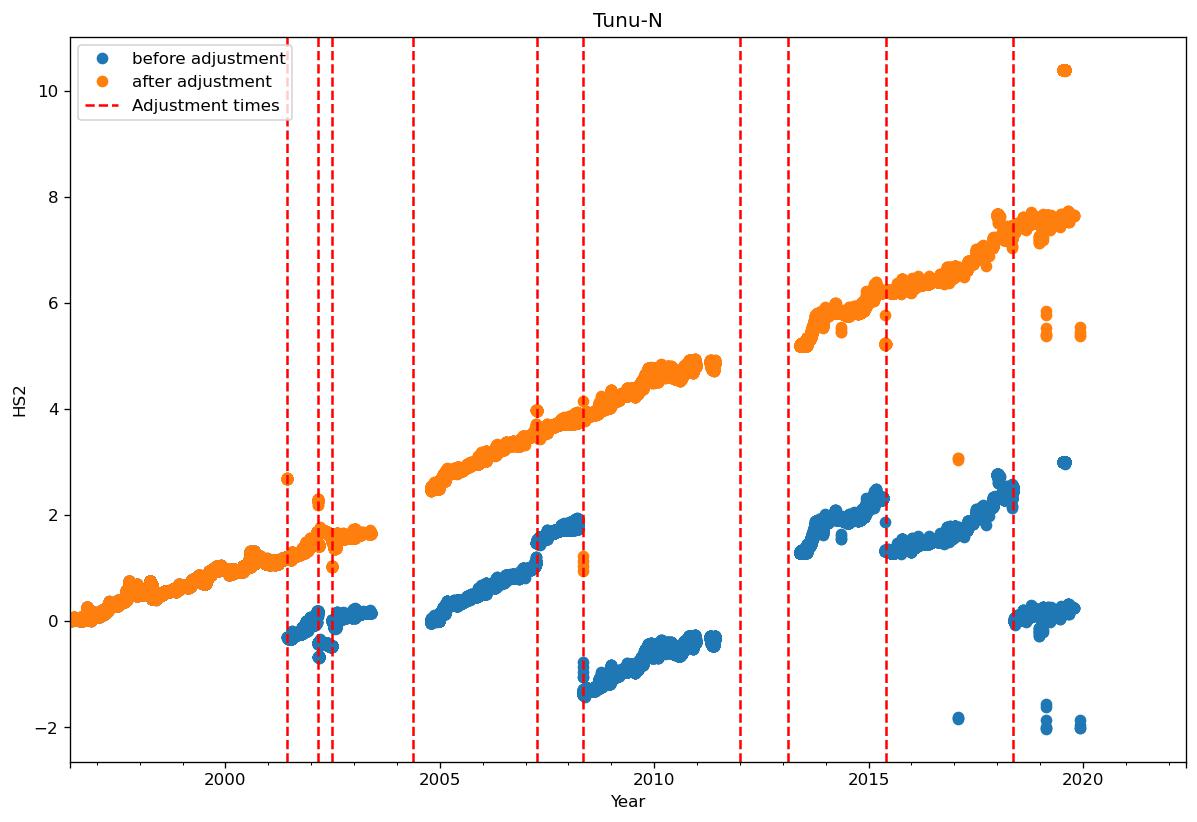 Tunu-N
before adjustment
after adjustment
Adjustment times
10
8
6
4
2
0
−2
HS2
2000 2005 2010 2015 2020
Year